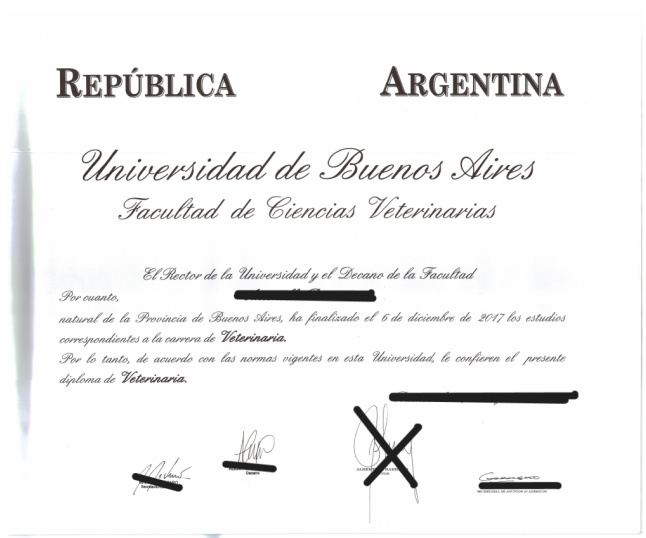 REPÚBLICA ARGENTINA
Universidad de Buenos Aires
Facultad de Ciencias Veterinarias
El Rector de la Universidad y el Decano de la Facultad
Por cuanto,
natural de la Provincia de Buenos Aires, ha finalizado el 6 de diciembre de 2017 los estudios
correspondientes a la carrera de Veterinaria.
Por lo tanto, de acuerdo con las normas vigentes en esta Universidad, le confieren el presente
diploma de Veterinaria.
Decano